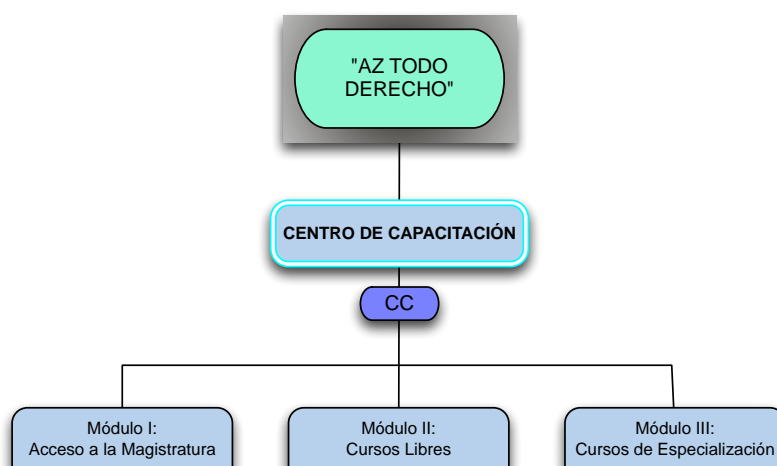 "AZ TODO
DERECHO"
CENTRO DE CAPACITACIÓN
CC
Módulo I:
Acceso a la Magistratura
Módulo II:
Cursos Libres
Módulo III:
Cursos de Especialización